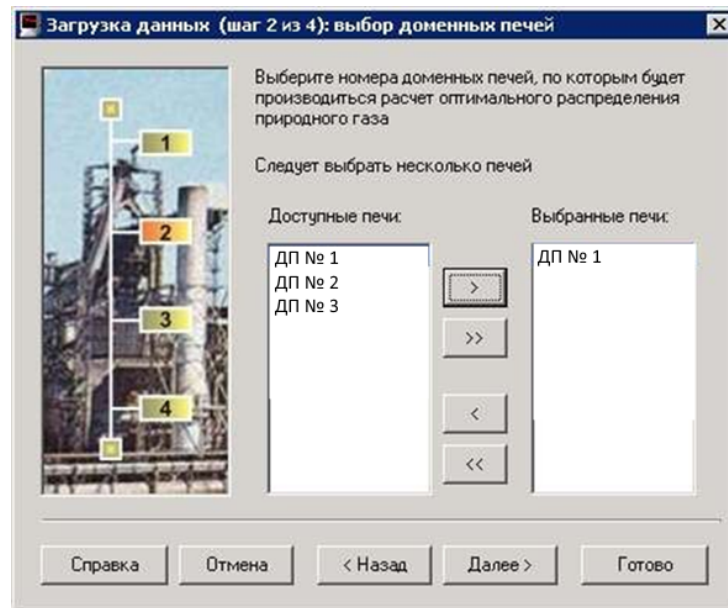 Загрузка данных (шаг 2 из 4): выбор доменных печей
Выберите номера доменных печей, по которым будет
производиться расчет оптимального распределения
природного газа
Следует выбрать несколько печей
1
2
3
4
Доступные печи:
ДП № 1
ДП № 2
ДП № 3
>
>>
<
<<
Выбранные печи:
ДП № 1
Справка
Отмена
< Назад
Далее >
Готово